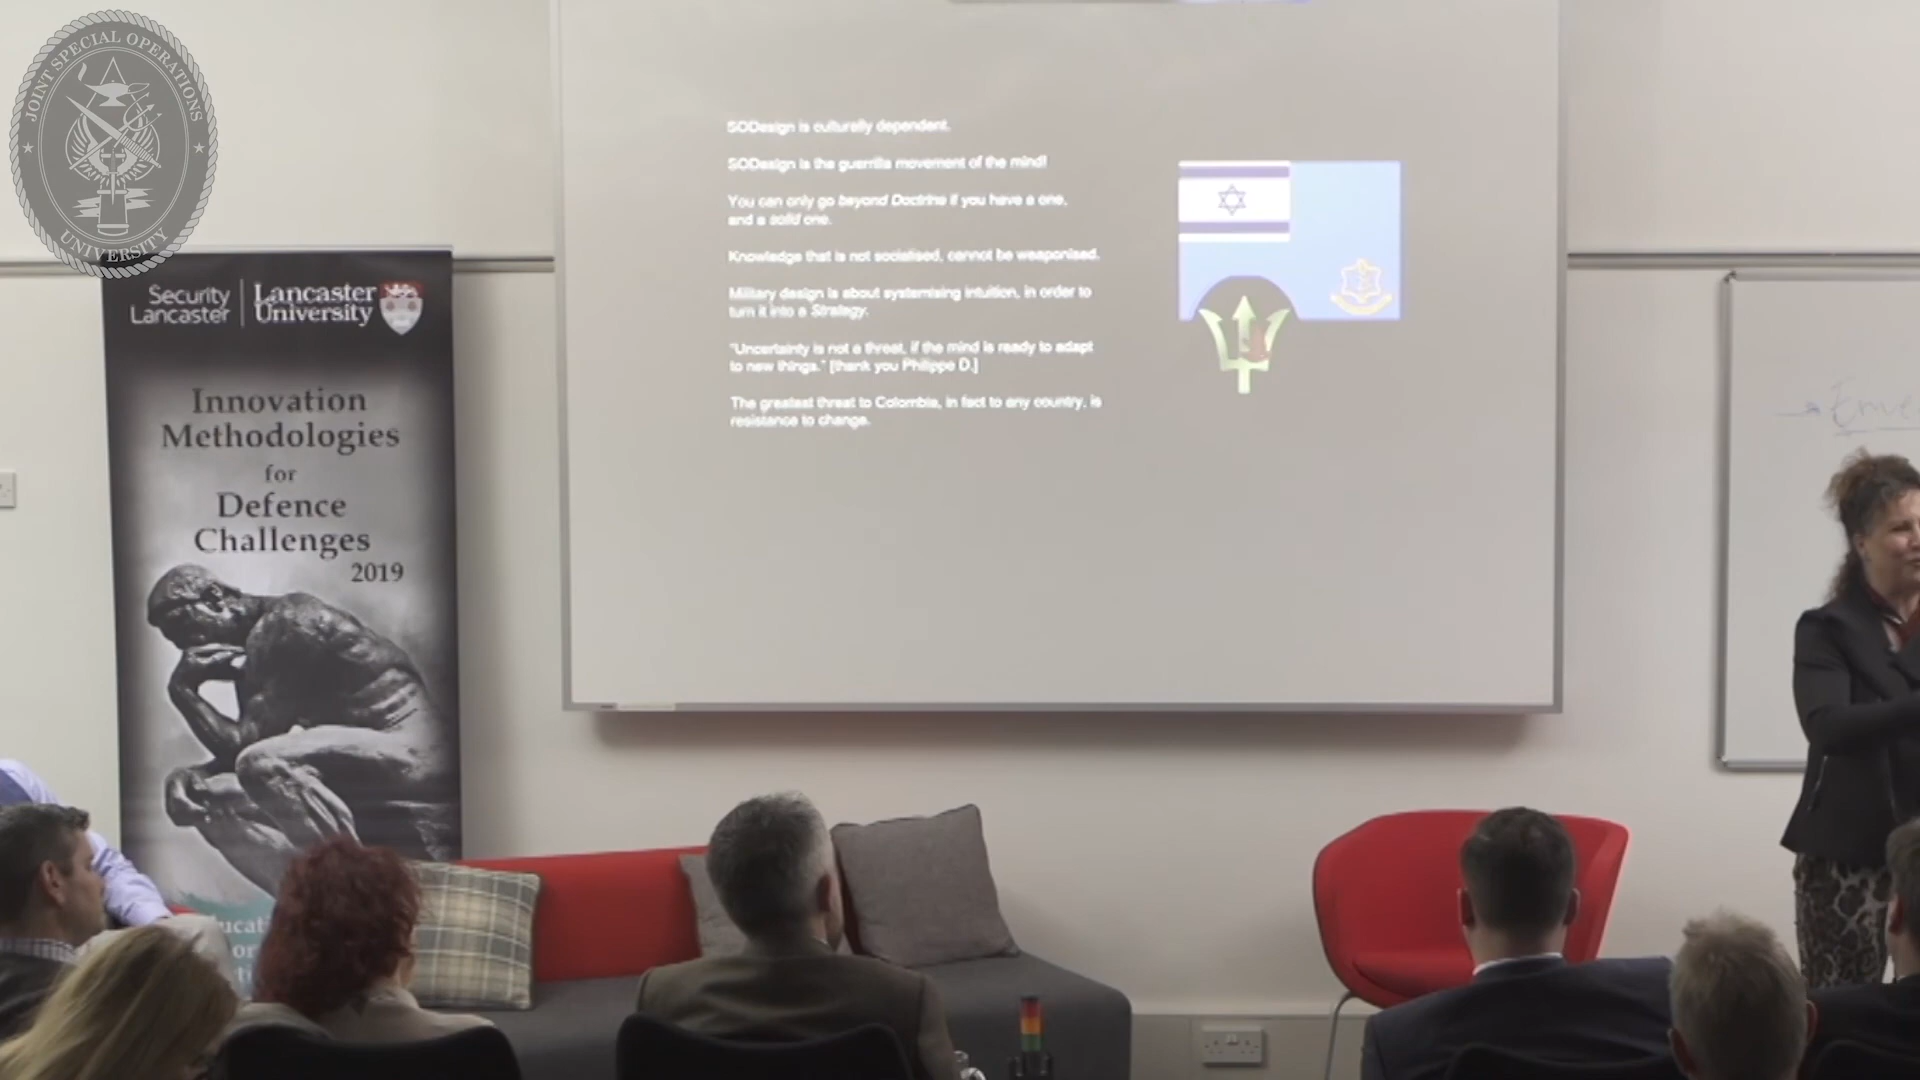 JOINT SPECIAL OPERATIONS
UNIVERSITY
Security
Lancaster
Lancaster
University
Innovation
Methodologies
for
Defence
Challenges
2019
SODesign is culturally dependent.
SODesign is the guerrilla movement of the mind!
You can only go beyond Doctrine if you have a one,
and a solid one.
Knowledge that is not socialised, cannot be weaponised.
Military design is about systemising intuition, in order to
turn it into a Strategy.
"Uncertainty is not a threat, if the mind is ready to adapt
to new things." [thank you Philippe D.]
The greatest threat to Colombia, in fact to any country, is
resistance to change.